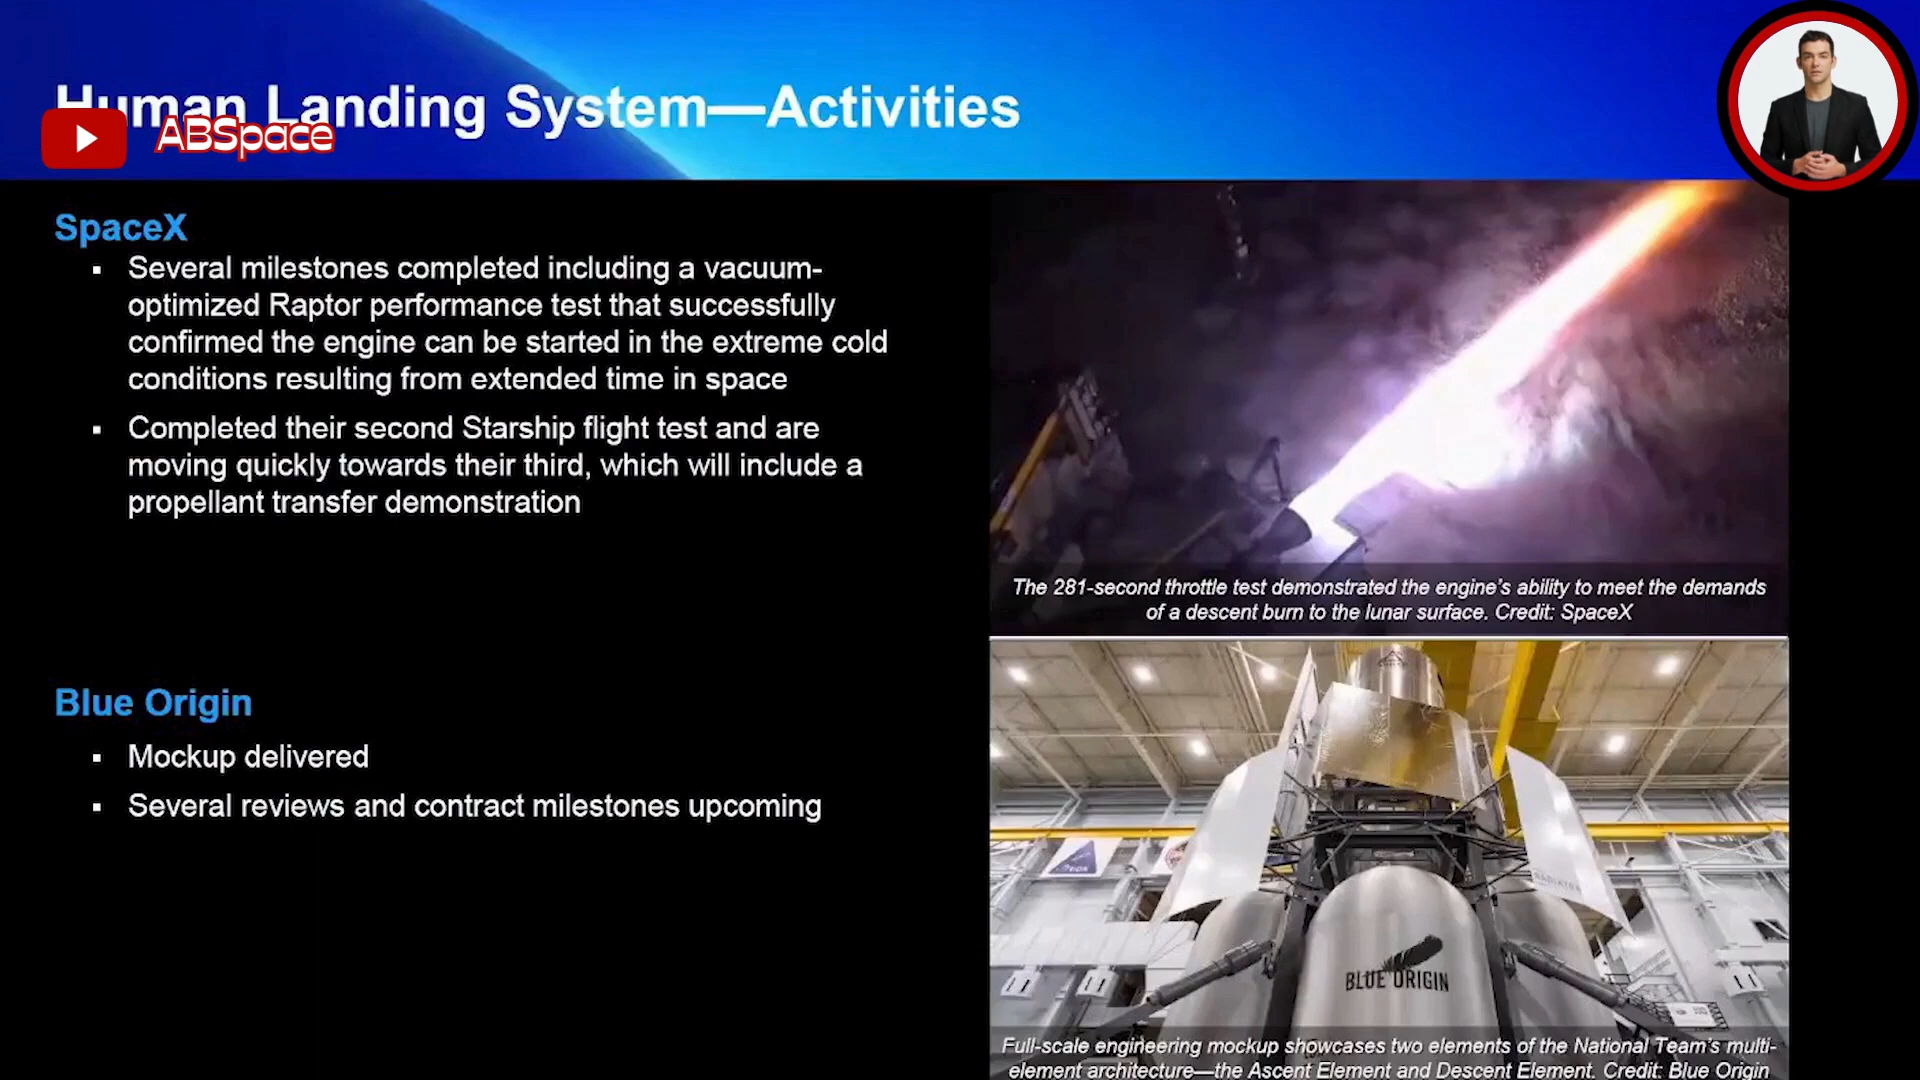 Human Landing System—Activities
ABSpace
SpaceX
▪ Several milestones completed including a vacuum-
optimized Raptor performance test that successfully
confirmed the engine can be started in the extreme cold
conditions resulting from extended time in space
▪ Completed their second Starship flight test and are
moving quickly towards their third, which will include a
propellant transfer demonstration
The 281-second throttle test demonstrated the engine's ability to meet the demands
of a descent burn to the lunar surface. Credit: SpaceX
Blue Origin
▪ Mockup delivered
▪ Several reviews and contract milestones upcoming
BLUE ORIGIN
Full-scale engineering mockup showcases two elements of the National Team's multi-
element architecture—the Ascent Element and Descent Element. Credit: Blue Origin